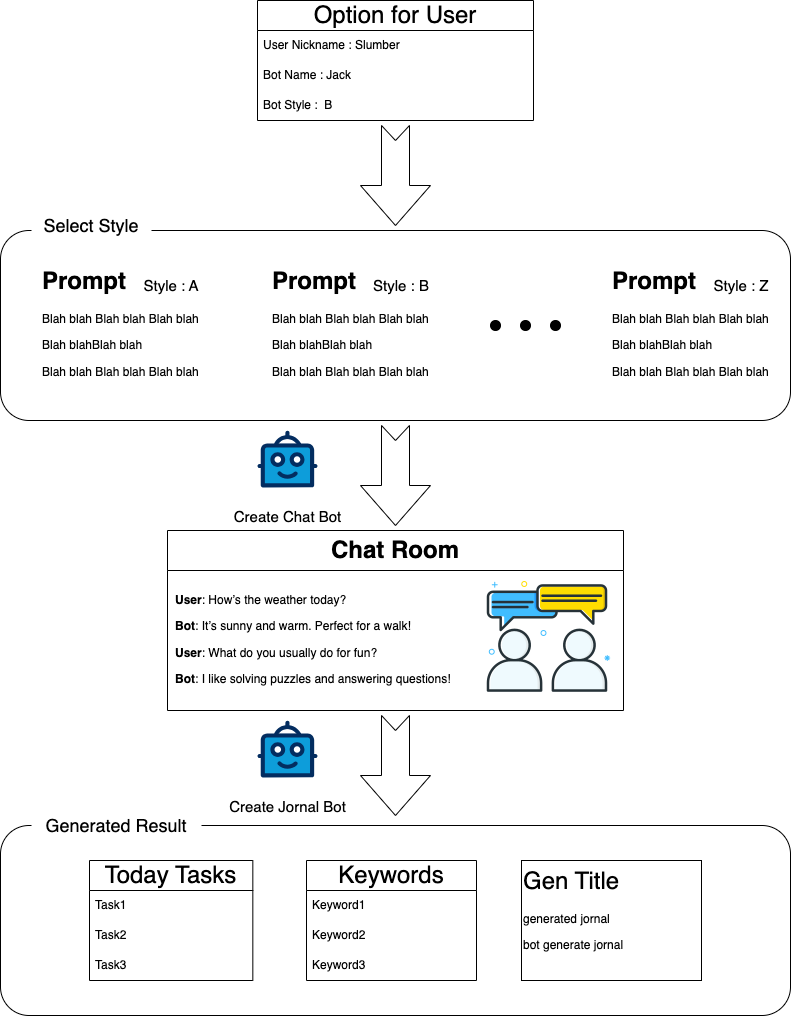 Option for User
User Nickname : Slumber
Bot Name : Jack
Bot Style :  B
Select Style
Prompt Style : A
Blah blah Blah blah Blah blah
Blah blahBlah blah
Blah blah Blah blah Blah blah
Prompt Style : B
Blah blah Blah blah Blah blah
Blah blahBlah blah
Blah blah Blah blah Blah blah
Prompt Style : Z
Blah blah Blah blah Blah blah
Blah blahBlah blah
Blah blah Blah blah Blah blah
Create Chat Bot
Chat Room
User: How’s the weather today?
Bot: It’s sunny and warm. Perfect for a walk!
User: What do you usually do for fun?
Bot: I like solving puzzles and answering questions!
Create Jornal Bot
Generated Result
Today Tasks
Task1
Task2
Task3
Keywords
Keyword1
Keyword2
Keyword3
Gen Title
generated jornal
bot generate jornal